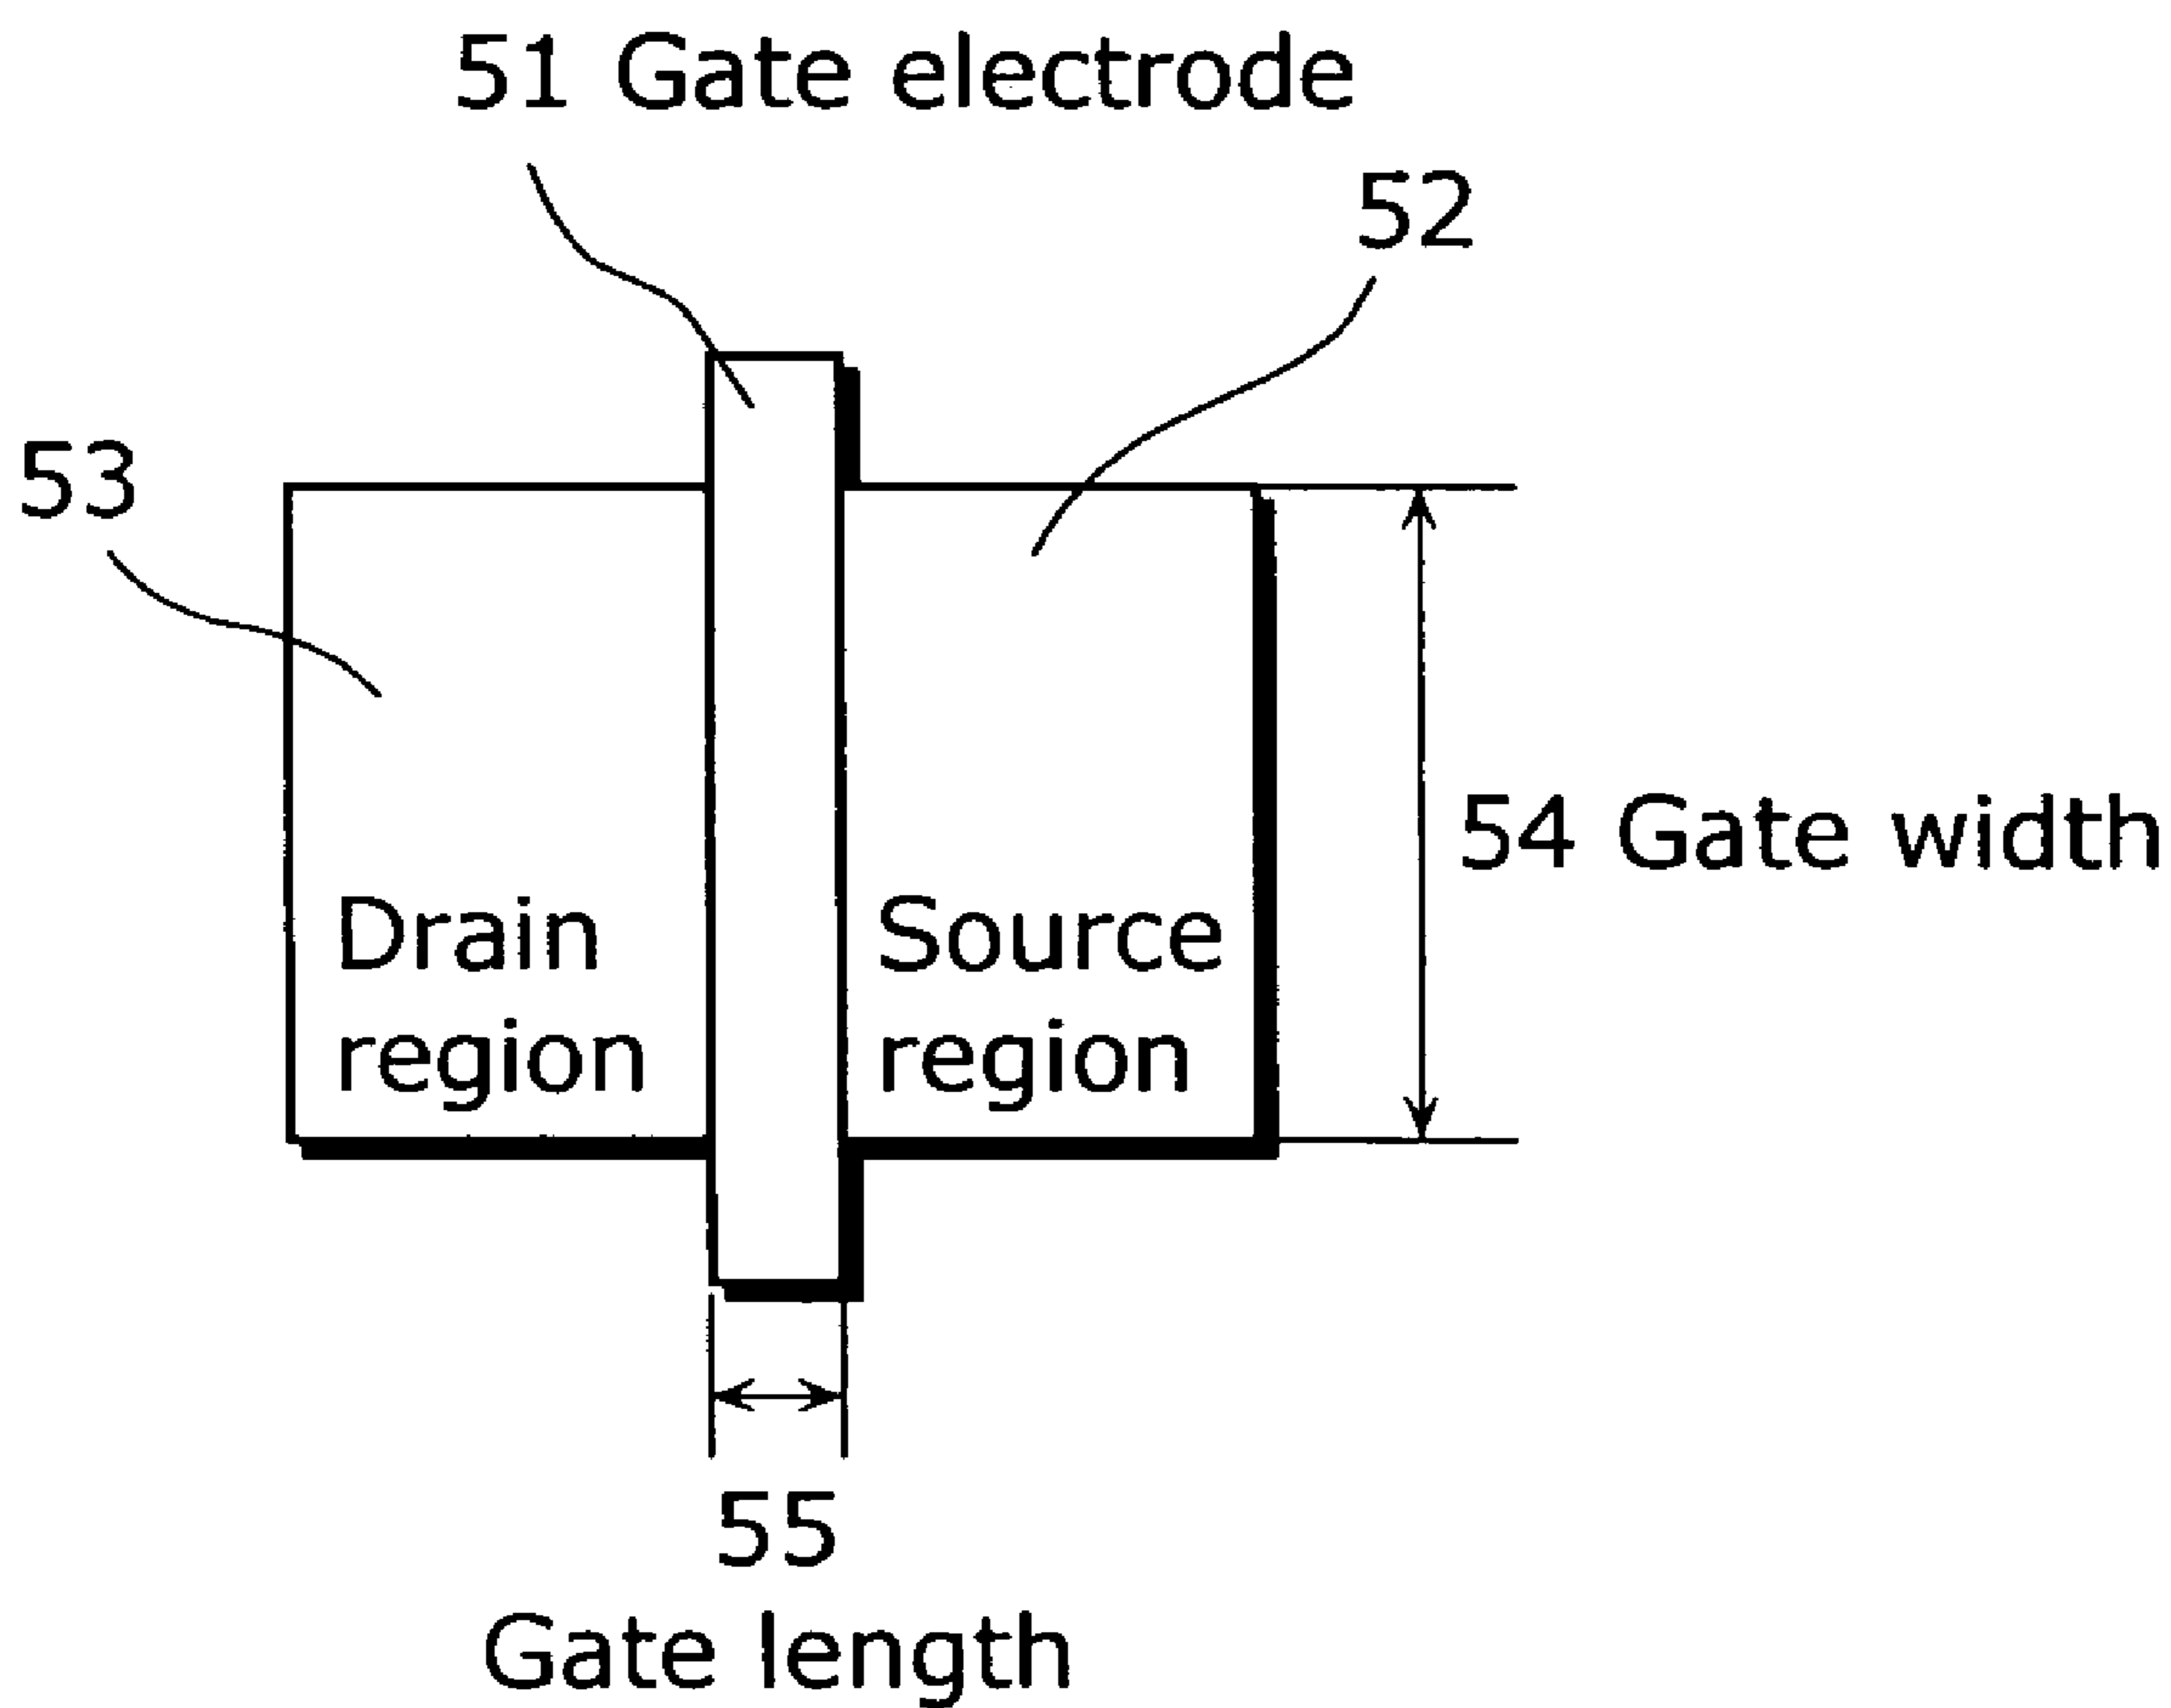 51 Gate electrode
52
53
54 Gate width
Drain
region
Source
region
55
Gate length